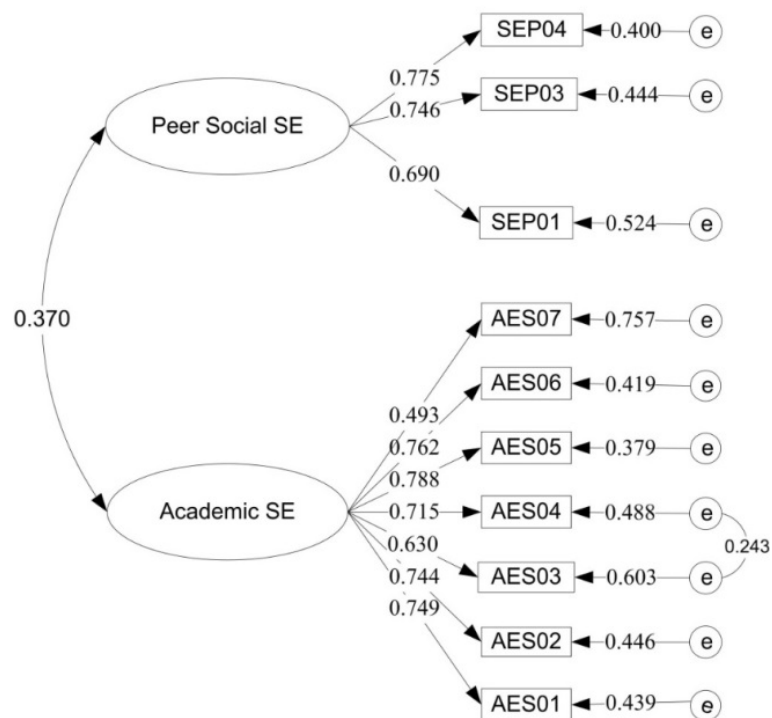 SEP04
0.400
e
0.775
Peer Social SE
0.746
SEP03
0.444
e
0.690
SEP01
0.524
e
0.370
AES07
0.757
e
0.493
AES06
0.419
e
0.762
AES05
0.379
e
0.788
Academic SE
0.715
AES04
0.488
e
0.243
0.630
AES03
0.603
e
0.744
AES02
0.446
e
0.749
AES01
0.439
e